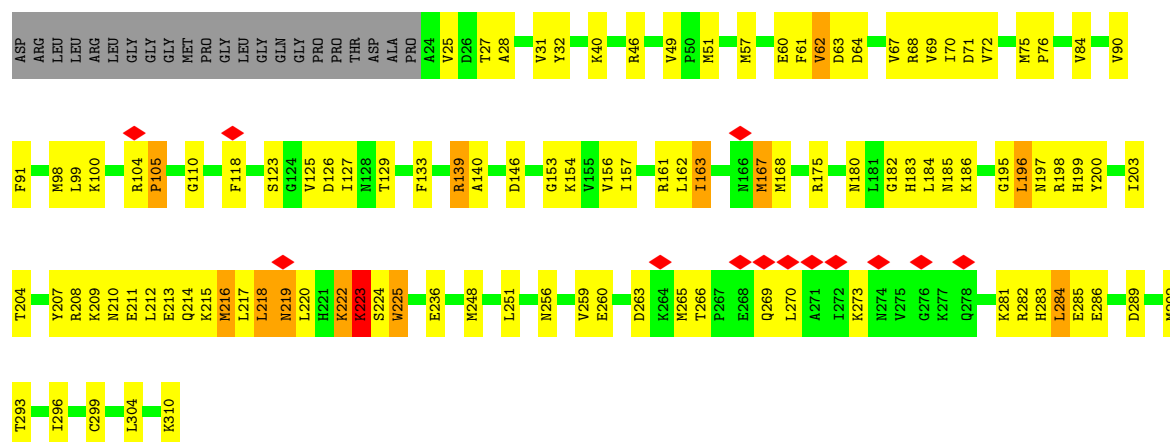 ASP ARG LEU LEU ARG LEU GLY GLY GLY MET PRO GLY LEU GLY GLN GLY PRO PRO THR ASP ALA PRO A24 V25 D26 T27 A28 V31 Y32 K40 R46 V49 P50 M51 M57 E60 F61 V62 D63 D64 V67 R68 V69 I70 D71 V72 M75 P76 V84 V90
F91 M98 L99 K100 R104 P105 G110 F118 S123 G124 V125 D126 I127 N128 T129 F133 R139 A140 D146 G153 K154 V155 V156 I157 R161 L162 I163 N166 M167 M168 R175 N180 L181 G182 H183 L184 N185 K186 G195 L196 N197 R198 H199 Y200 I203
T204 Y207 R208 K209 N210 E211 L212 E213 Q214 K215 M216 L217 L218 N219 L220 H221 K222 K223 S224 W225 E236 M248 L251 N256 V259 E260 D263 K264 M265 T266 P267 E268 Q269 L270 A271 I272 K273 N274 V275 G276 K277 Q278 K281 R282 H283 L284 E285 E286 D289
T293 I296 C299 L304 K310